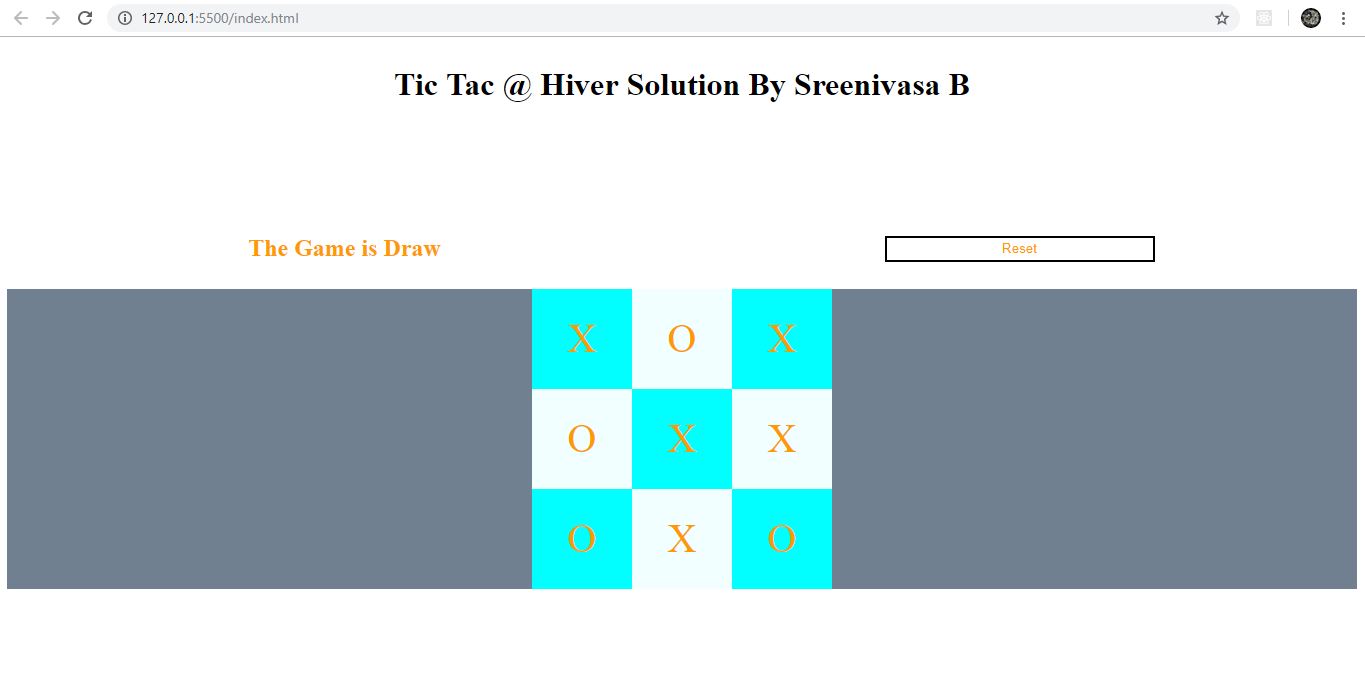 127.0.0.1:5500/index.html
Tic Tac @ Hiver Solution By Sreenivasa B
The Game is Draw
Reset
X O X
O X X
O X O